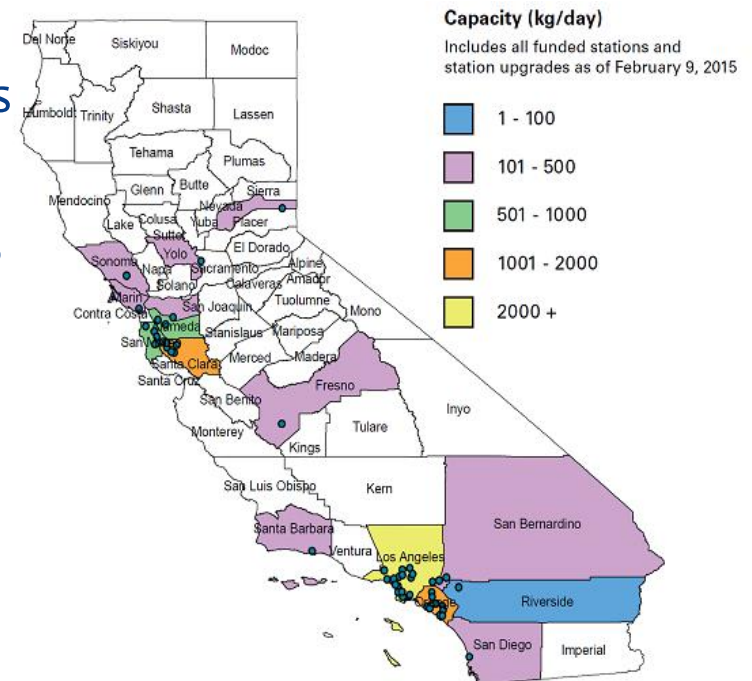 Capacity (kg/day)
Includes all funded stations and
station upgrades as of February 9, 2015
1 - 100
101 - 500
501 - 1000
1001 - 2000
2000 +
s
Del Norte
Siskiyou
Modoc
Humboldt
Trinity
Shasta
Lassen
Tehama
Plumas
Mendocino
Glenn
Butte
Sierra
Nevada
Lake
Colusa
Yuba
Placer
Sutter
Sonoma
Napa
Yolo
El Dorado
Sacramento
Alpine
Amador
Solano
Calaveras
Marin
Contra Costa
San Joaquin
Tuolumne
Mono
Alameda
Stanislaus
Mariposa
San
Santa Clara
Merced
Madera
Santa Cruz
Fresno
San Benito
Inyo
Monterey
Tulare
Kings
San Luis Obispo
Kern
Santa Barbara
San Bernardino
Ventura
Los Angeles
Riverside
San Diego
Imperial